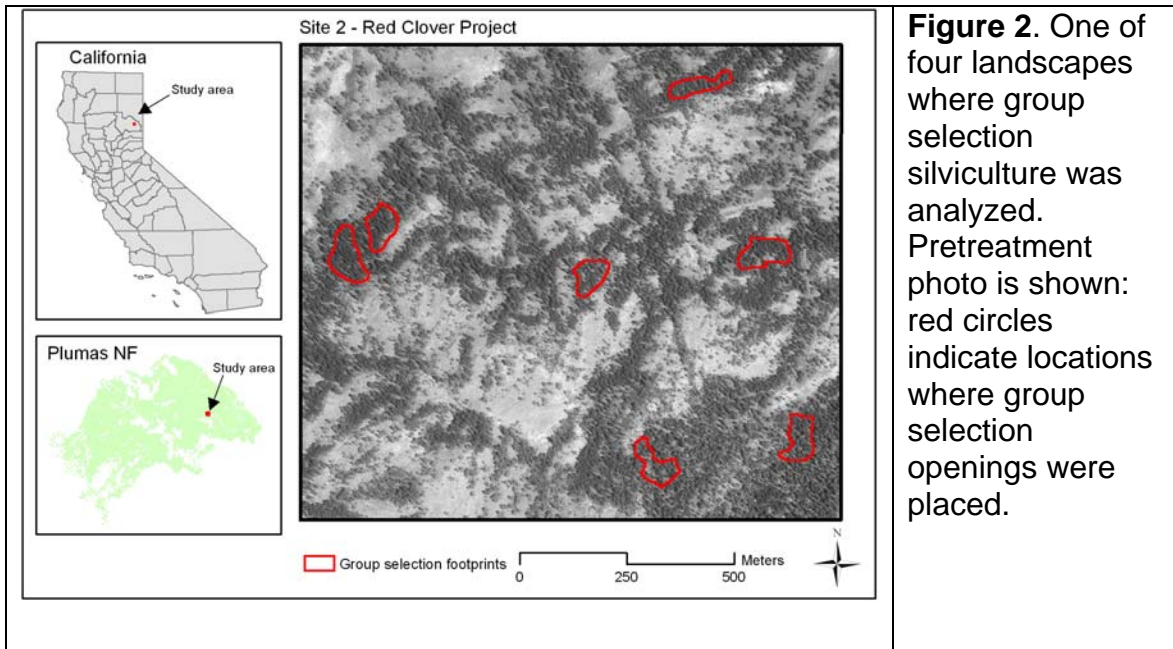 Site 2 - Red Clover Project
California
Study area
Plumas NF
Study area
Group selection footprints
0
250
500
Meters
N
Figure 2. One of
four landscapes
where group
selection
silviculture was
analyzed.
Pretreatment
photo is shown:
red circles
indicate locations
where group
selection
openings were
placed.